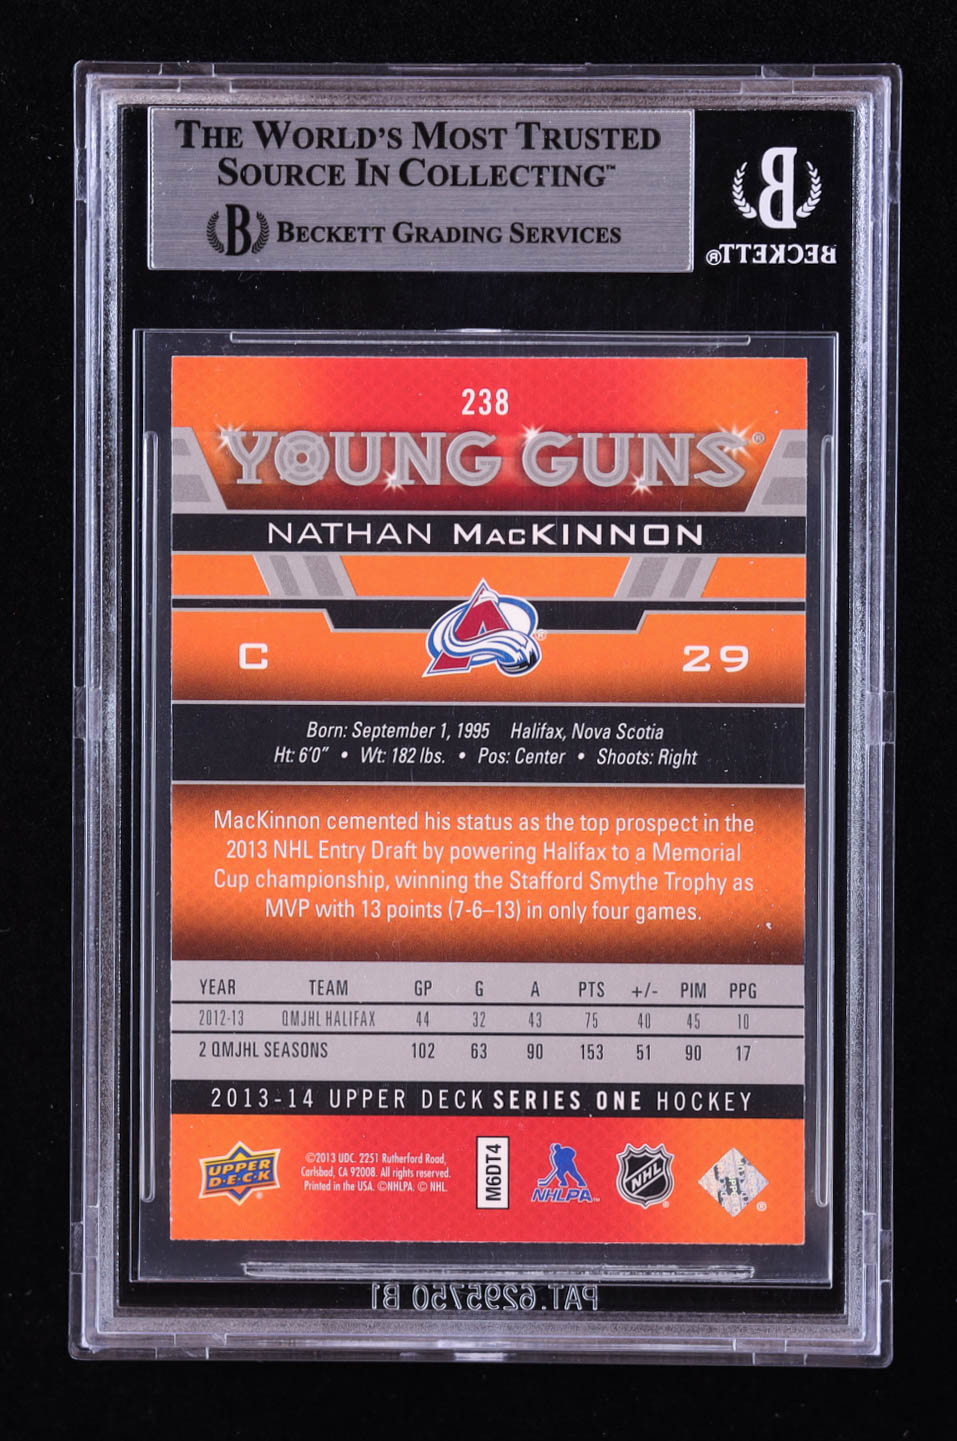 THE WORLD'S MOST TRUSTED
SOURCE IN COLLECTING™
B BECKETT GRADING SERVICES
B
BECKETT®
238
YOUNG GUNS®
NATHAN MACKINNON
C
29
Born: September 1, 1995 Halifax, Nova Scotia
Ht: 6'0" • Wt: 182 lbs. • Pos: Center • Shoots: Right
MacKinnon cemented his status as the top prospect in the
2013 NHL Entry Draft by powering Halifax to a Memorial
Cup championship, winning the Stafford Smythe Trophy as
MVP with 13 points (7-6–13) in only four games.
YEAR TEAM GP G A PTS +/- PIM PPG
2012-13 QMJHL HALIFAX 44 32 43 75 40 45 10
2 QMJHL SEASONS 102 63 90 153 51 90 17
2013-14 UPPER DECK SERIES ONE HOCKEY
UPPER DECK
©2013 UDC. 2251 Rutherford Road,
Carlsbad, CA 92008. All rights reserved.
Printed in the USA. ©NHLPA. © NHL.
M6DT4
NHLPA™
NHL
PAT. 6295750 B1